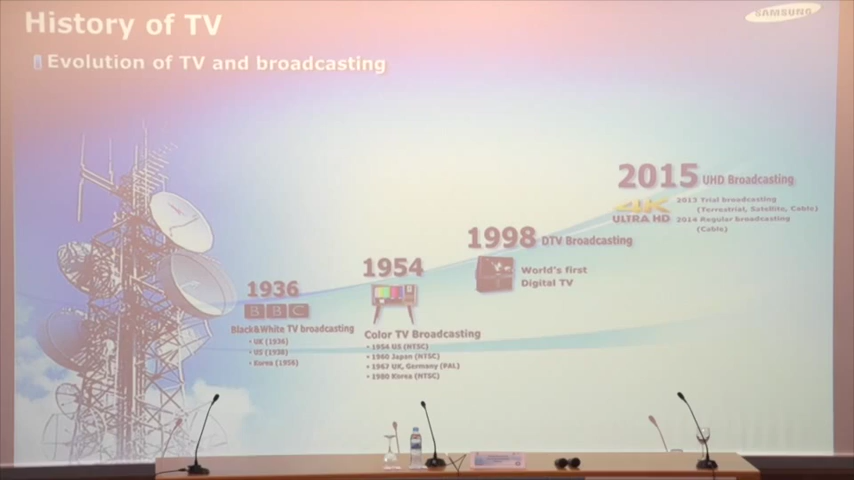 History of TV
SAMSUNG
Evolution of TV and broadcasting
2015 UHD Broadcasting
4K
ULTRA HD
2013 Trial broadcasting
(Terrestrial, Satellite, Cable)
2014 Regular broadcasting
(Cable)
1998 DTV Broadcasting
World's first
Digital TV
1954
Color TV Broadcasting
• 1954 US (NTSC)
• 1960 Japan (NTSC)
• 1967 UK, Germany (PAL)
• 1980 Korea (NTSC)
1936
BBC
Black&White TV broadcasting
• UK (1936)
• US (1938)
• Korea (1956)